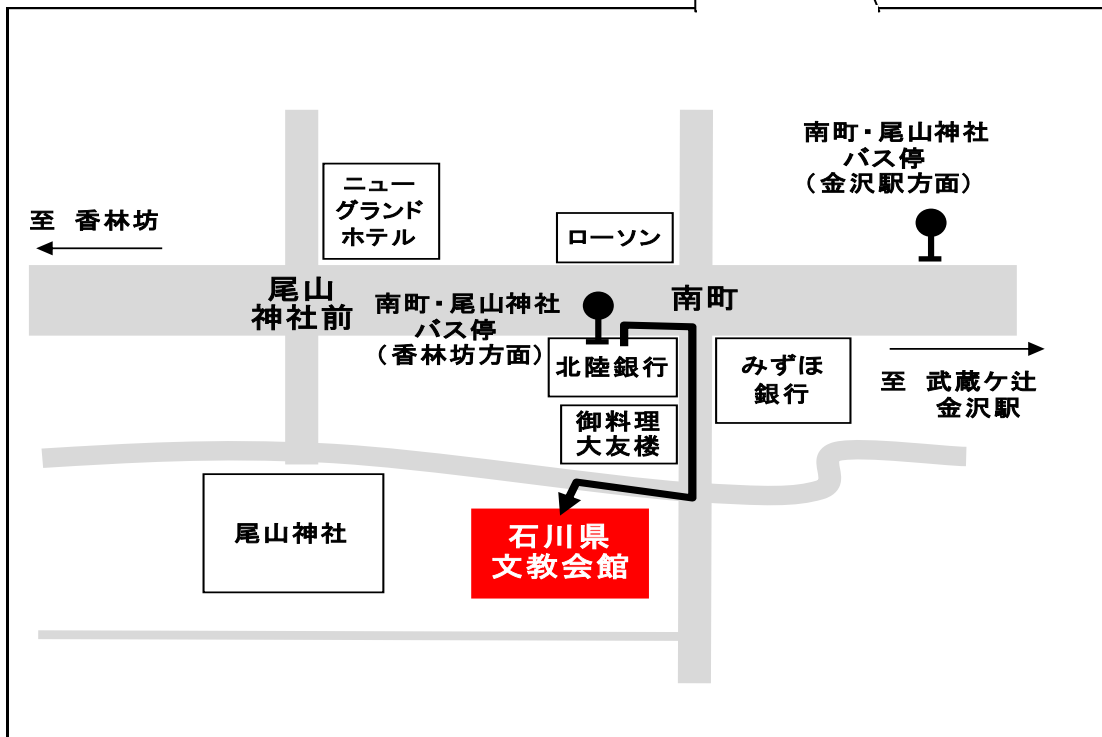 南町・尾山神社
バス停
（金沢駅方面）
ニュー
グランド
ホテル
至 香林坊
ローソン
尾山
神社前
南町・尾山神社
バス停
（香林坊方面）
南町
北陸銀行
みずほ
銀行
至 武蔵ケ辻
金沢駅
御料理
大友楼
尾山神社
石川県
文教会館